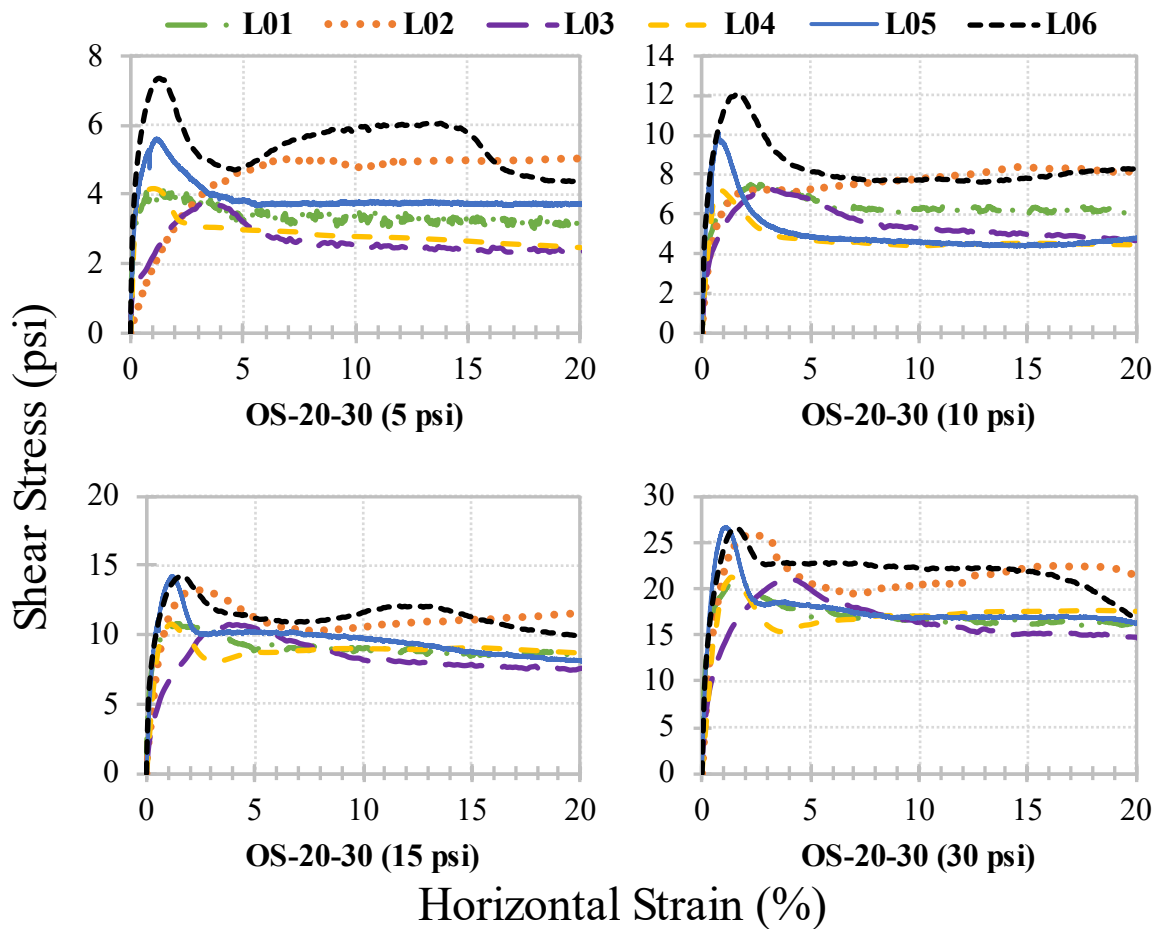 L01 L02 L03 L04 L05 L06
Shear Stress (psi)
8
6
4
2
0
0 5 10 15 20
OS-20-30 (5 psi)
14
12
10
8
6
4
2
0
0 5 10 15 20
OS-20-30 (10 psi)
20
15
10
5
0
0 5 10 15 20
OS-20-30 (15 psi)
30
25
20
15
10
5
0
0 5 10 15 20
OS-20-30 (30 psi)
Horizontal Strain (%)